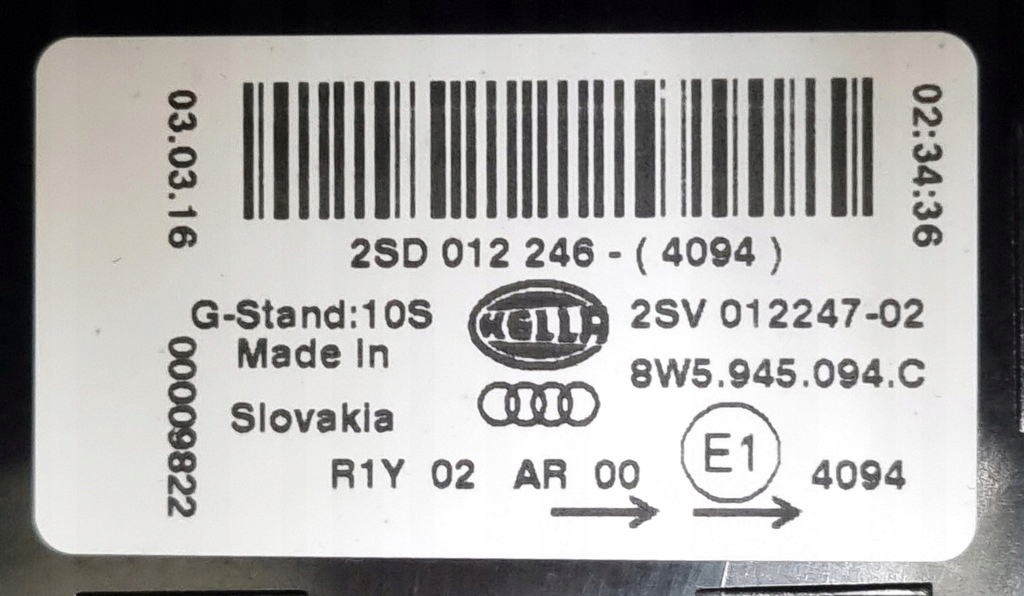 03.03.16
02:34:36
2SD 012 246 - ( 4094 )
G-Stand:10S
HELLA
2SV 012247-02
Made in
8W5.945.094.C
00009822
Slovakia
R1Y 02 AR 00
E1
4094